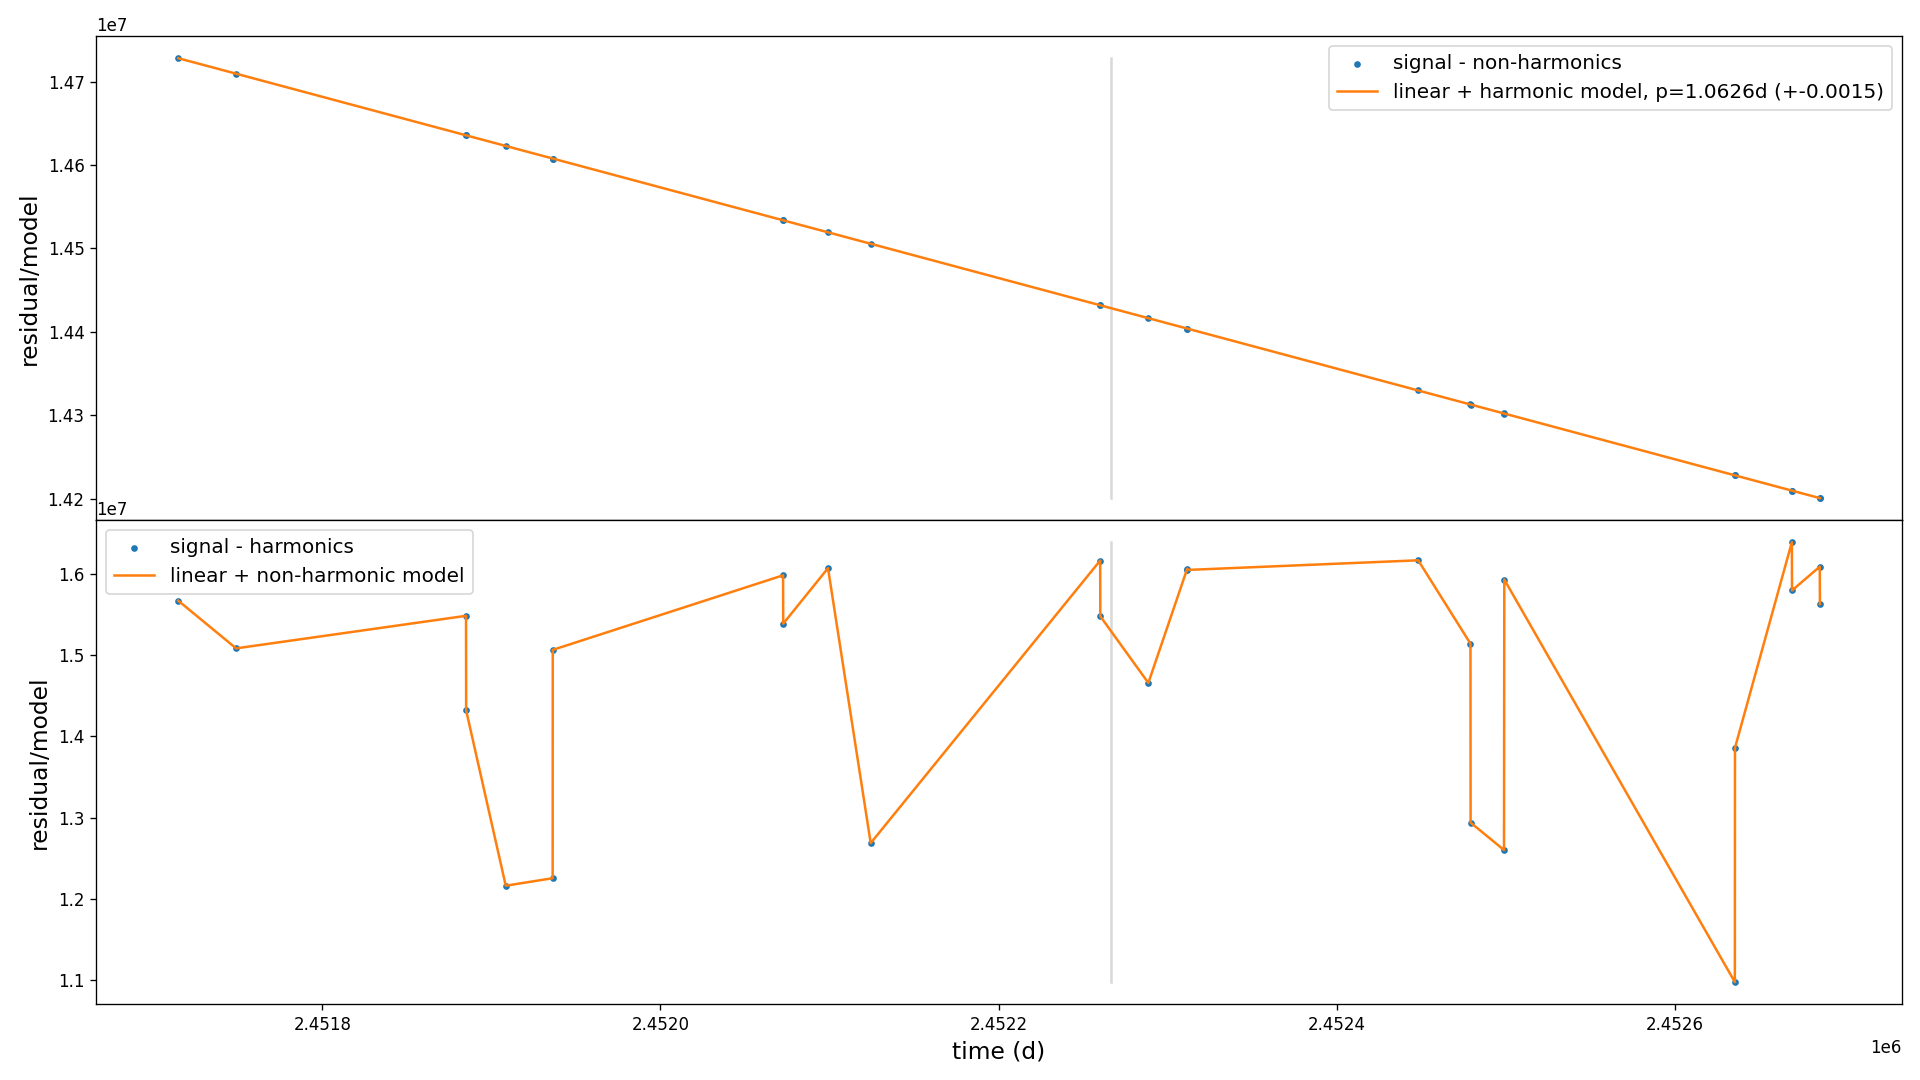 1e7
1.47
1.46
1.45
1.44
1.43
1.42
residual/model
signal - non-harmonics
linear + harmonic model, p=1.0626d (+-0.0015)
1e7
1.6
1.5
1.4
1.3
1.2
1.1
residual/model
signal - harmonics
linear + non-harmonic model
2.4518
2.4520
2.4522
2.4524
2.4526
1e6
time (d)